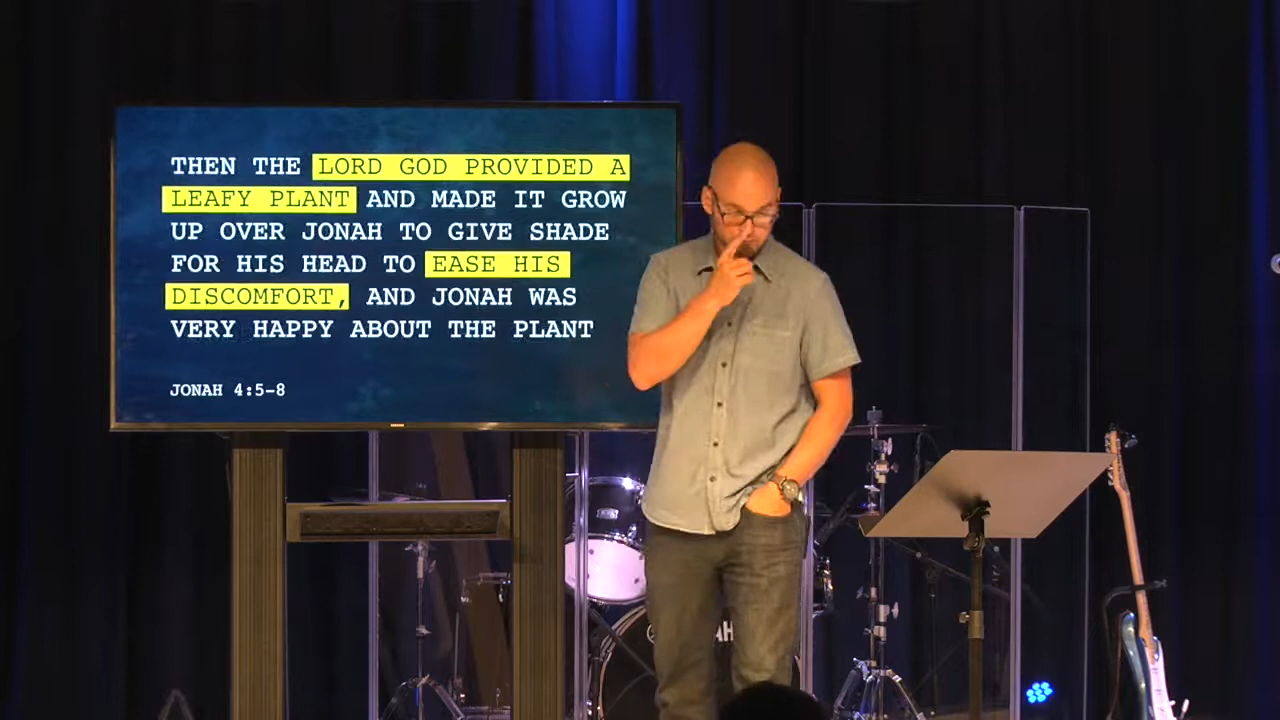 THEN THE LORD GOD PROVIDED A
LEAFY PLANT AND MADE IT GROW
UP OVER JONAH TO GIVE SHADE
FOR HIS HEAD TO EASE HIS
DISCOMFORT, AND JONAH WAS
VERY HAPPY ABOUT THE PLANT
JONAH 4:5-8